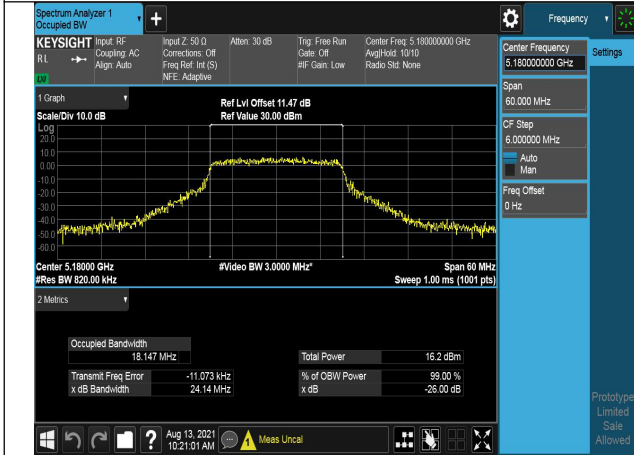 Spectrum Analyzer 1
Occupied BW
+
Frequency
KEYSIGHT
R L
Input: RF
Coupling: AC
Align: Auto
Input Z: 50 Ω
Corrections: Off
Freq Ref: Int (S)
NFE: Adaptive
Atten: 30 dB
Trig: Free Run
Gate: Off
#IF Gain: Low
Center Freq: 5.180000000 GHz
Avg|Hold: 10/10
Radio Std: None
Center Frequency
5.180000000 GHz
Settings
Span
60.000 MHz
CF Step
6.000000 MHz
Auto
Man
Freq Offset
0 Hz
1 Graph
Scale/Div 10.0 dB
Ref Lvl Offset 11.47 dB
Ref Value 30.00 dBm
Log
20.0
10.0
0.00
-10.0
-20.0
-30.0
-40.0
-50.0
-60.0
Center 5.18000 GHz
#Res BW 820.00 kHz
#Video BW 3.0000 MHz*
Span 60 MHz
Sweep 1.00 ms (1001 pts)
2 Metrics
Occupied Bandwidth
18.147 MHz
Total Power 16.2 dBm
Transmit Freq Error -11.073 kHz
% of OBW Power 99.00 %
x dB Bandwidth 24.14 MHz
x dB -26.00 dB
Prototype
Limited
Sale
Allowed
?
Aug 13, 2021
10:21:01 AM
Meas Uncal